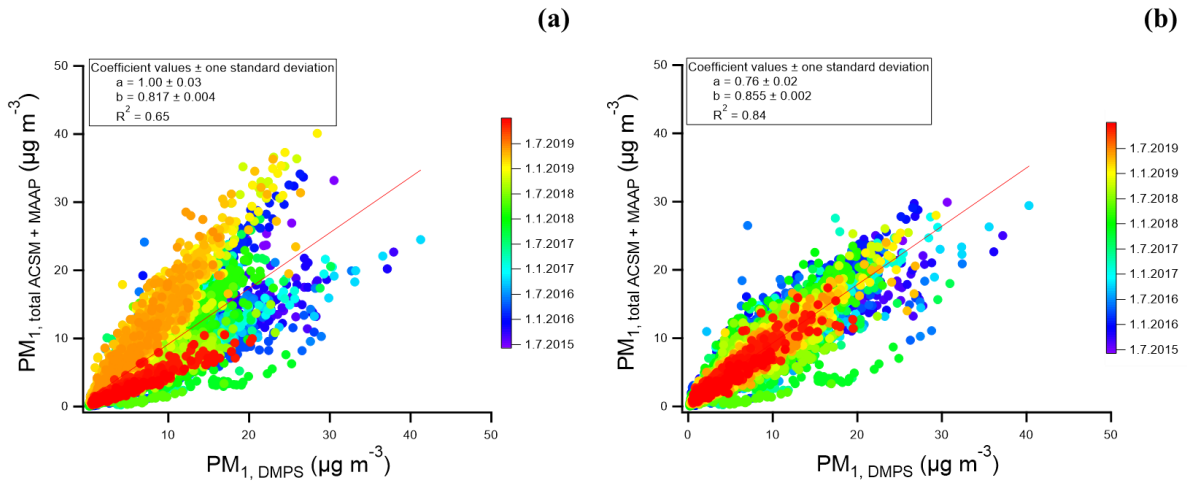 (a)
Coefficient values ± one standard deviation
a = 1.00 ± 0.03
b = 0.817 ± 0.004
R² = 0.65
50
40
30
20
10
0
PM₁, total ACSM + MAAP (µg m⁻³)
10 20 30 40 50
PM₁, DMPS (µg m⁻³)
1.7.2019
1.1.2019
1.7.2018
1.1.2018
1.7.2017
1.1.2017
1.7.2016
1.1.2016
1.7.2015
(b)
Coefficient values ± one standard deviation
a = 0.76 ± 0.02
b = 0.855 ± 0.002
R² = 0.84
50
40
30
20
10
0
PM₁, total ACSM + MAAP (µg m⁻³)
0 10 20 30 40 50
PM₁, DMPS (µg m⁻³)
1.7.2019
1.1.2019
1.7.2018
1.1.2018
1.7.2017
1.1.2017
1.7.2016
1.1.2016
1.7.2015